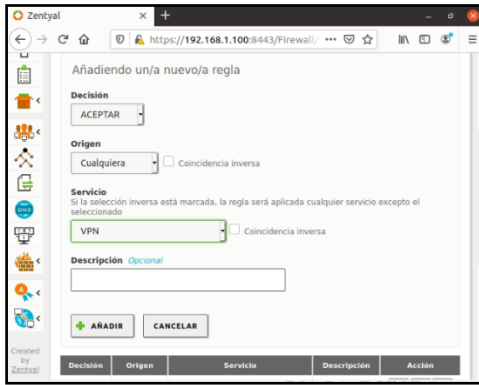 Zentyal
https://192.168.1.100:8443/Firewall/
Añadiendo un/a nuevo/a regla
Decisión
ACEPTAR
Origen
Cualquiera
Coincidencia inversa
Servicio
Si la selección inversa está marcada, la regla será aplicada cualquier servicio excepto el
seleccionado
VPN
Coincidencia inversa
Descripción Opcional
AÑADIR CANCELAR
Created
by
Zentyal
Decisión Origen Servicio Descripción Acción